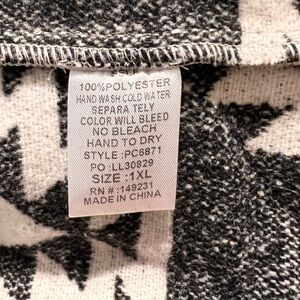 100%POLYESTER
HAND WASH COLD WATER
SEPARA TELY
COLOR WILL BLEED
NO BLEACH
HAND TO DRY
STYLE:PC6871
PO:LL30829
SIZE:1XL
RN#:149231
MADE IN CHINA